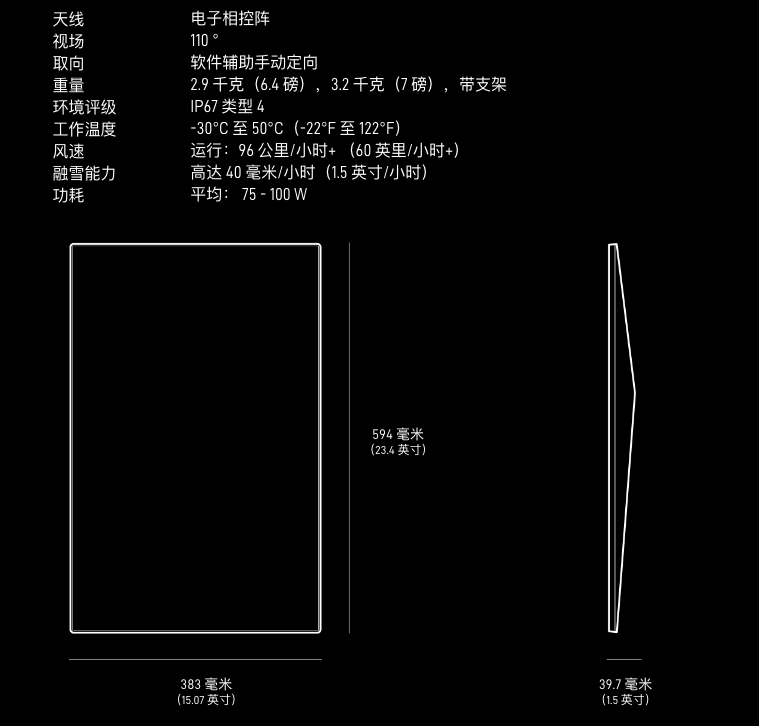 天线 电子相控阵
视场 110 °
取向 软件辅助手动定向
重量 2.9 千克（6.4 磅），3.2 千克（7 磅），带支架
环境评级 IP67 类型 4
工作温度 -30°C 至 50°C（-22°F 至 122°F）
风速 运行：96 公里/小时+ （60 英里/小时+）
融雪能力 高达 40 毫米/小时（1.5 英寸/小时）
功耗 平均： 75 - 100 W
594 毫米
（23.4 英寸）
383 毫米
（15.07 英寸）
39.7 毫米
（1.5 英寸）